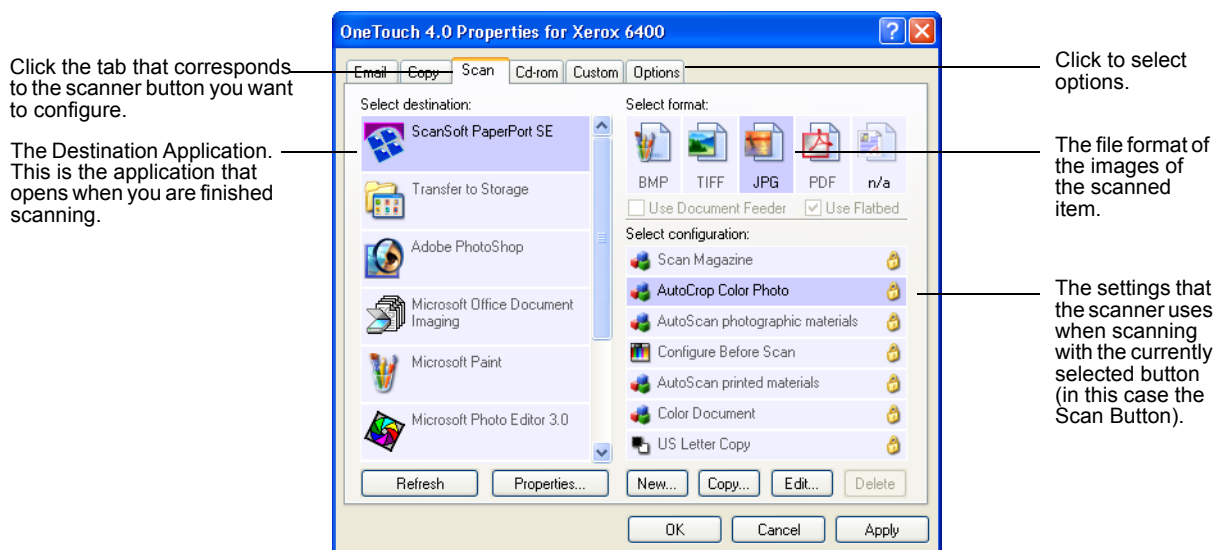 OneTouch 4.0 Properties for Xerox 6400
Click the tab that corresponds
to the scanner button you want
to configure.
The Destination Application.
This is the application that
opens when you are finished
scanning.
Email
Copy
Scan
Cd-rom
Custom
Options
Select destination:
ScanSoft PaperPort SE
Transfer to Storage
Adobe PhotoShop
Microsoft Office Document
Imaging
Microsoft Paint
Microsoft Photo Editor 3.0
Refresh
Properties...
Select format:
BMP
TIFF
JPG
PDF
n/a
Use Document Feeder
Use Flatbed
Select configuration:
Scan Magazine
AutoCrop Color Photo
AutoScan photographic materials
Configure Before Scan
AutoScan printed materials
Color Document
US Letter Copy
New...
Copy...
Edit...
Delete
OK
Cancel
Apply
Click to select
options.
The file format of
the images of
the scanned
item.
The settings that
the scanner uses
when scanning
with the currently
selected button
(in this case the
Scan Button).